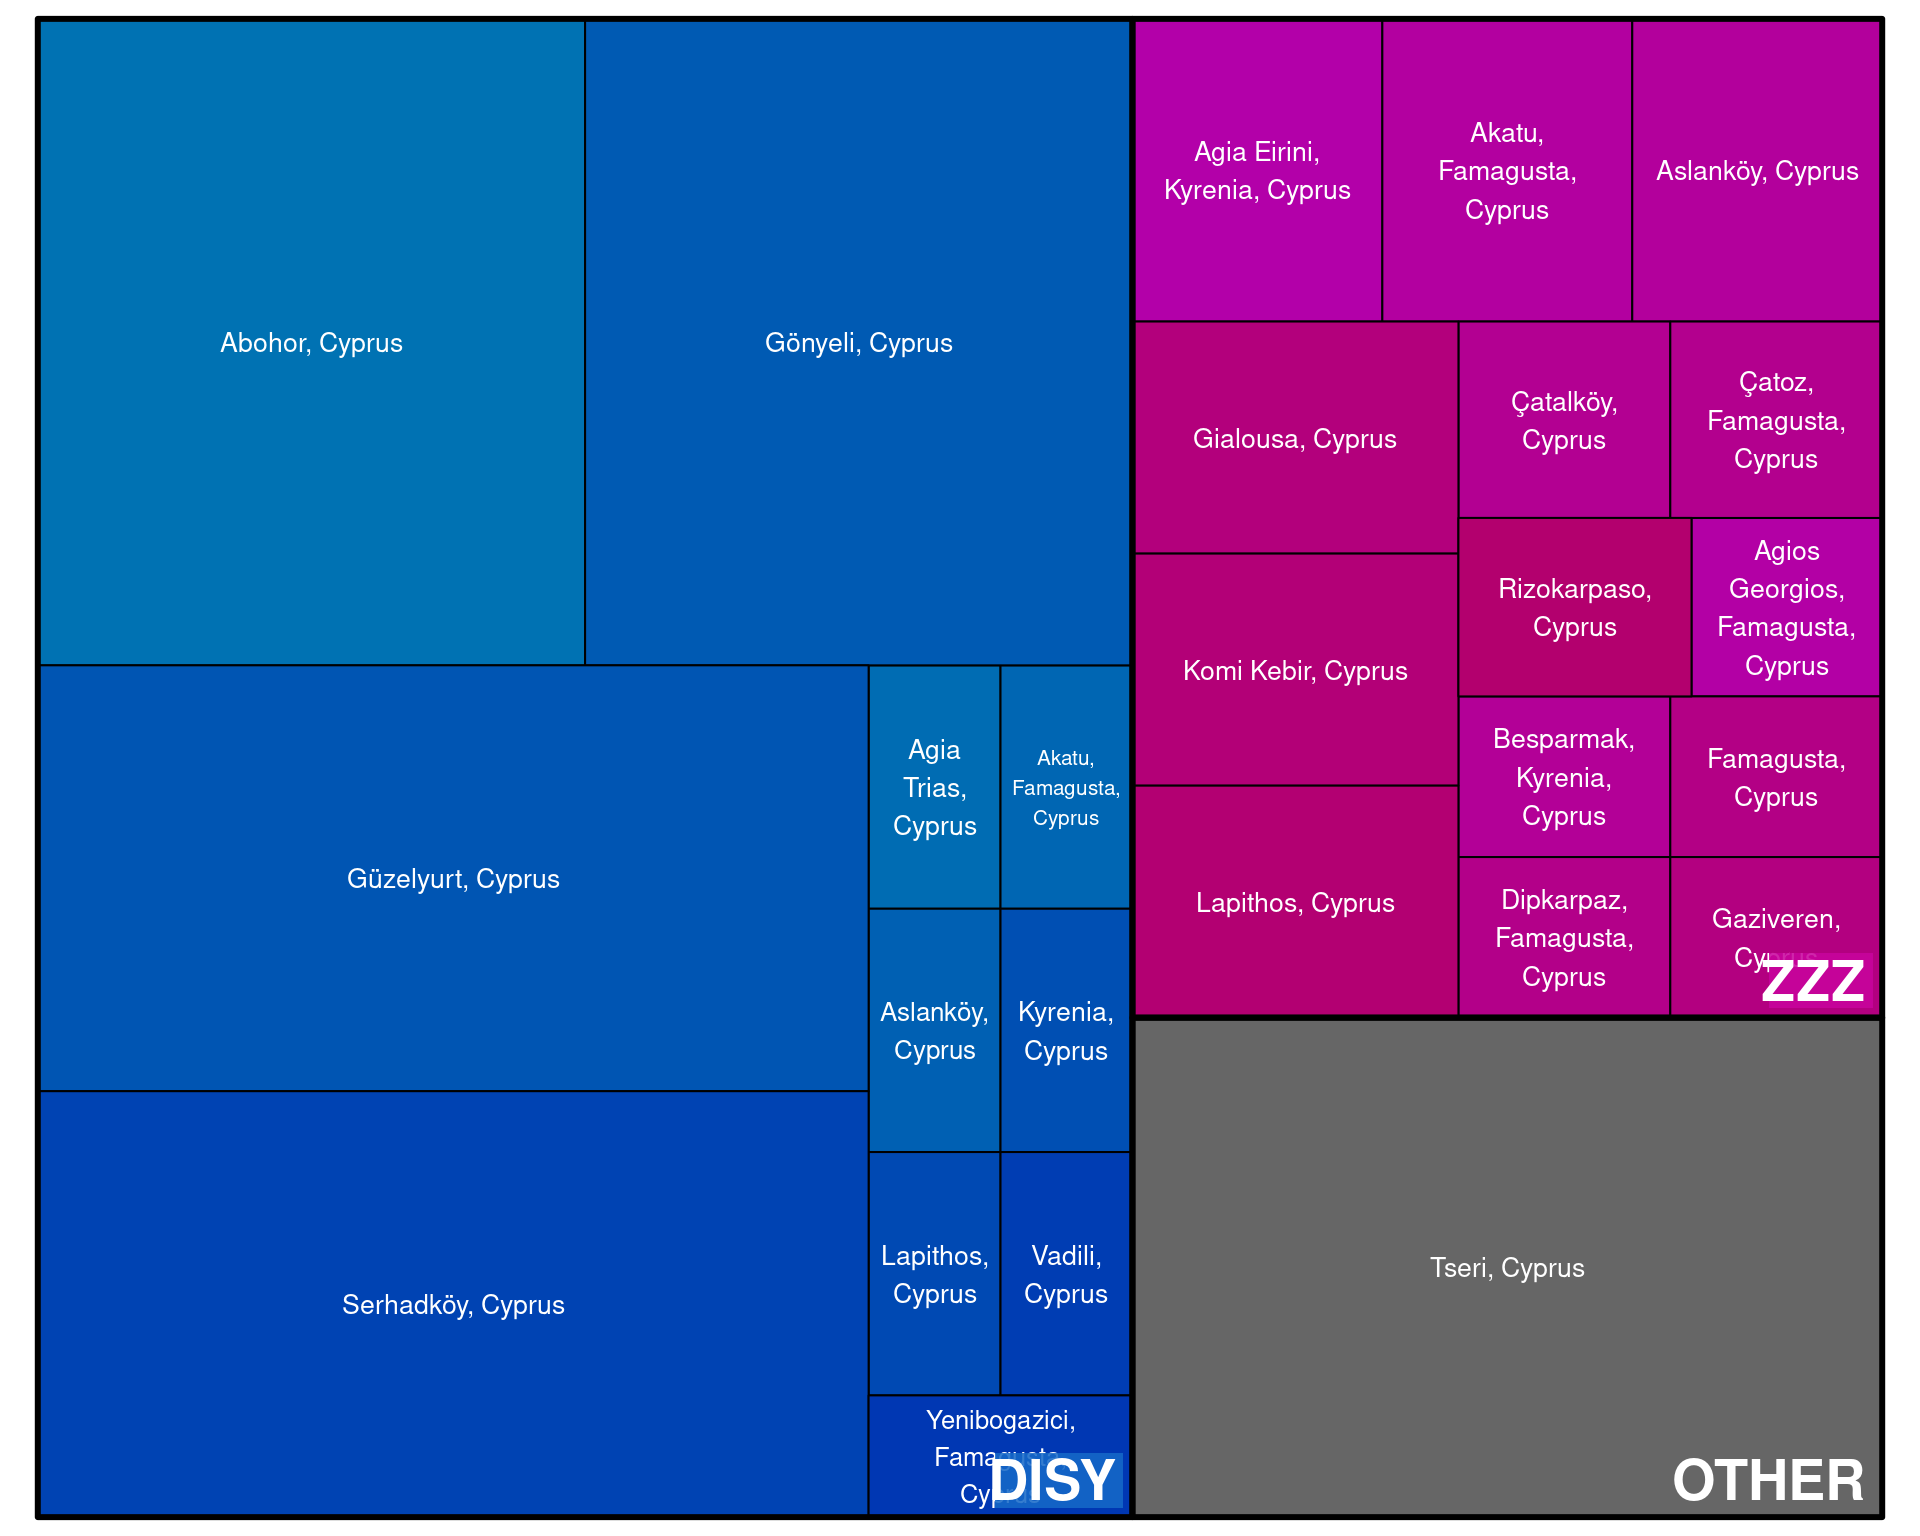 Abohor, Cyprus
Gönyeli, Cyprus
Güzelyurt, Cyprus
Serhadköy, Cyprus
Agia
Trias,
Cyprus
Akatu,
Famagusta,
Cyprus
Aslanköy,
Cyprus
Kyrenia,
Cyprus
Lapithos,
Cyprus
Vadili,
Cyprus
Yenibogazici,
Famagusta,
Cyprus
DISY
Agia Eirini,
Kyrenia, Cyprus
Akatu,
Famagusta,
Cyprus
Aslanköy, Cyprus
Gialousa, Cyprus
Komi Kebir, Cyprus
Lapithos, Cyprus
Çatalköy,
Cyprus
Çatoz,
Famagusta,
Cyprus
Rizokarpaso,
Cyprus
Agios
Georgios,
Famagusta,
Cyprus
Besparmak,
Kyrenia,
Cyprus
Famagusta,
Cyprus
Dipkarpaz,
Famagusta,
Cyprus
Gaziveren,
Cyprus
ZZZ
Tseri, Cyprus
OTHER